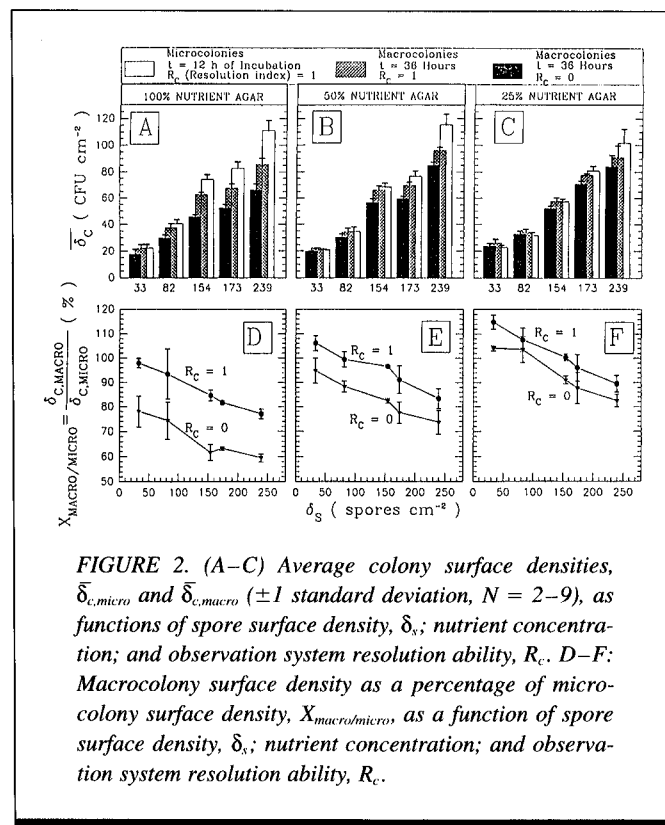 Microcolonies
t = 12 h of Incubation
R_C (Resolution index) = 1
Macrocolonies
t = 36 Hours
R_C = 1
Macrocolonies
t = 36 Hours
R_C = 0
100% NUTRIENT AGAR
50% NUTRIENT AGAR
25% NUTRIENT AGAR
δ̄_C ( CFU cm⁻² )
120
100
80
60
40
20
0
A
B
C
33 82 154 173 239
33 82 154 173 239
33 82 154 173 239
X_MACRO/MICRO = δ_C,MACRO / δ_C,MICRO ( % )
120
110
100
90
80
70
60
50
D
E
F
R_C = 1
R_C = 0
R_C = 1
R_C = 0
R_C = 1
R_C = 0
0 50 100 150 200 250
0 50 100 150 200 250
0 50 100 150 200 250
δ_S ( spores cm⁻² )
FIGURE 2. (A–C) Average colony surface densities,
δ̄_c,micro and δ̄_c,macro (±1 standard deviation, N = 2–9), as
functions of spore surface density, δ_s; nutrient concentra-
tion; and observation system resolution ability, R_c. D–F:
Macrocolony surface density as a percentage of micro-
colony surface density, X_macro/micro, as a function of spore
surface density, δ_s; nutrient concentration; and observa-
tion system resolution ability, R_c.